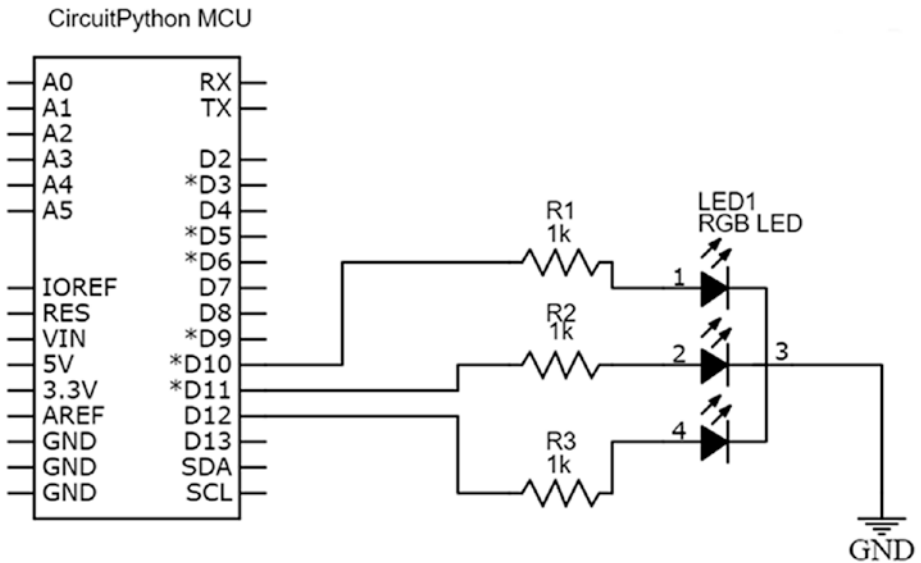 CircuitPython MCU
A0 RX
A1 TX
A2
A3 D2
A4 *D3
A5 D4
*D5
*D6
IOREF D7
RES D8
VIN *D9
5V *D10
3.3V *D11
AREF D12
GND D13
GND SDA
GND SCL
R1
1k
R2
1k
R3
1k
LED1
RGB LED
1
2
3
4
GND